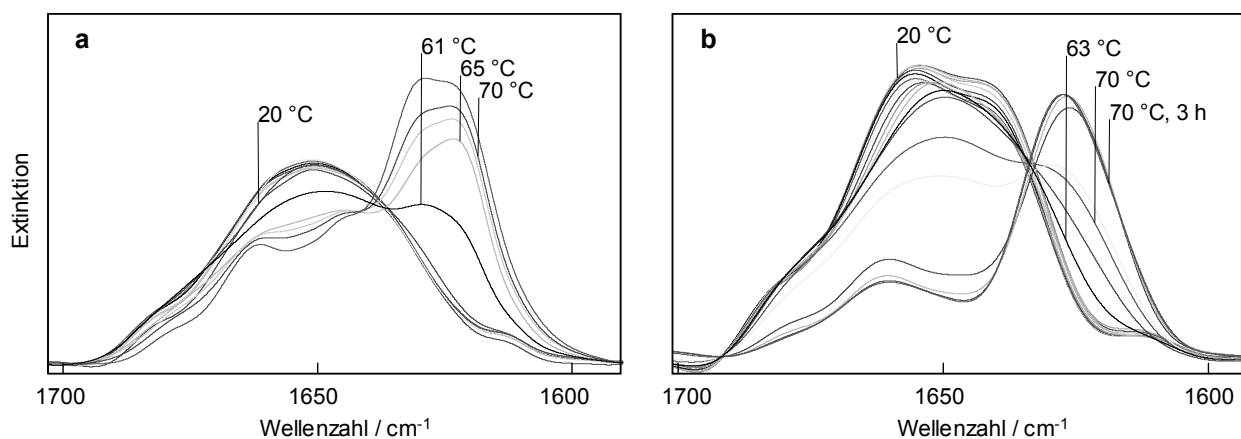 a
61 °C
65 °C
70 °C
20 °C
Extinktion
1700
1650
1600
Wellenzahl / cm-1
b
20 °C
63 °C
70 °C
70 °C, 3 h
1700
1650
1600
Wellenzahl / cm-1